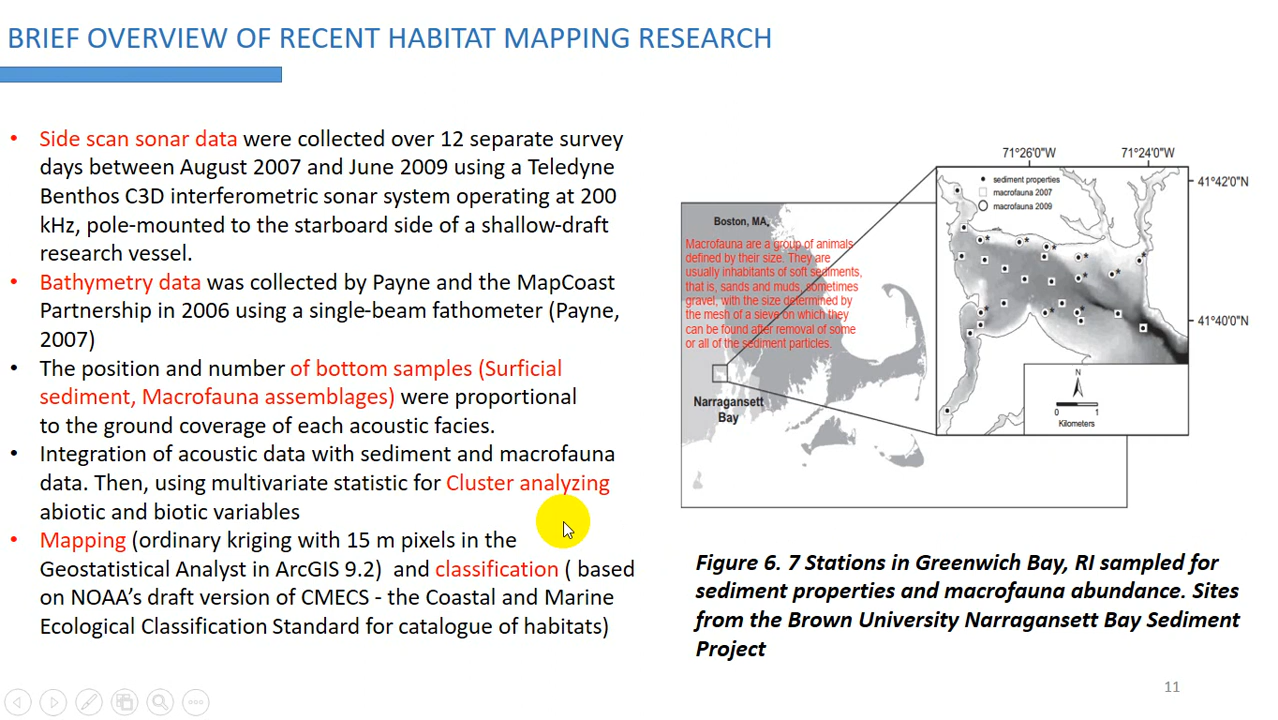 BRIEF OVERVIEW OF RECENT HABITAT MAPPING RESEARCH
• Side scan sonar data were collected over 12 separate survey
days between August 2007 and June 2009 using a Teledyne
Benthos C3D interferometric sonar system operating at 200
kHz, pole-mounted to the starboard side of a shallow-draft
research vessel.
• Bathymetry data was collected by Payne and the MapCoast
Partnership in 2006 using a single-beam fathometer (Payne,
2007)
• The position and number of bottom samples (Surficial
sediment, Macrofauna assemblages) were proportional
to the ground coverage of each acoustic facies.
• Integration of acoustic data with sediment and macrofauna
data. Then, using multivariate statistic for Cluster analyzing
abiotic and biotic variables
• Mapping (ordinary kriging with 15 m pixels in the
Geostatistical Analyst in ArcGIS 9.2) and classification ( based
on NOAA's draft version of CMECS - the Coastal and Marine
Ecological Classification Standard for catalogue of habitats)
71°26'0"W 71°24'0"W
41°42'0"N
41°40'0"N
sediment properties
macrofauna 2007
macrofauna 2009
N
0 1
Kilometers
Boston, MA
Macrofauna are a group of animals
defined by their size. They are
usually inhabitants of soft sediments,
that is, sands and muds, sometimes
gravel, with the size determined by
the mesh of a sieve on which they
can be found after removal of some
or all of the sediment particles.
Narragansett
Bay
Figure 6. 7 Stations in Greenwich Bay, RI sampled for
sediment properties and macrofauna abundance. Sites
from the Brown University Narragansett Bay Sediment
Project
11